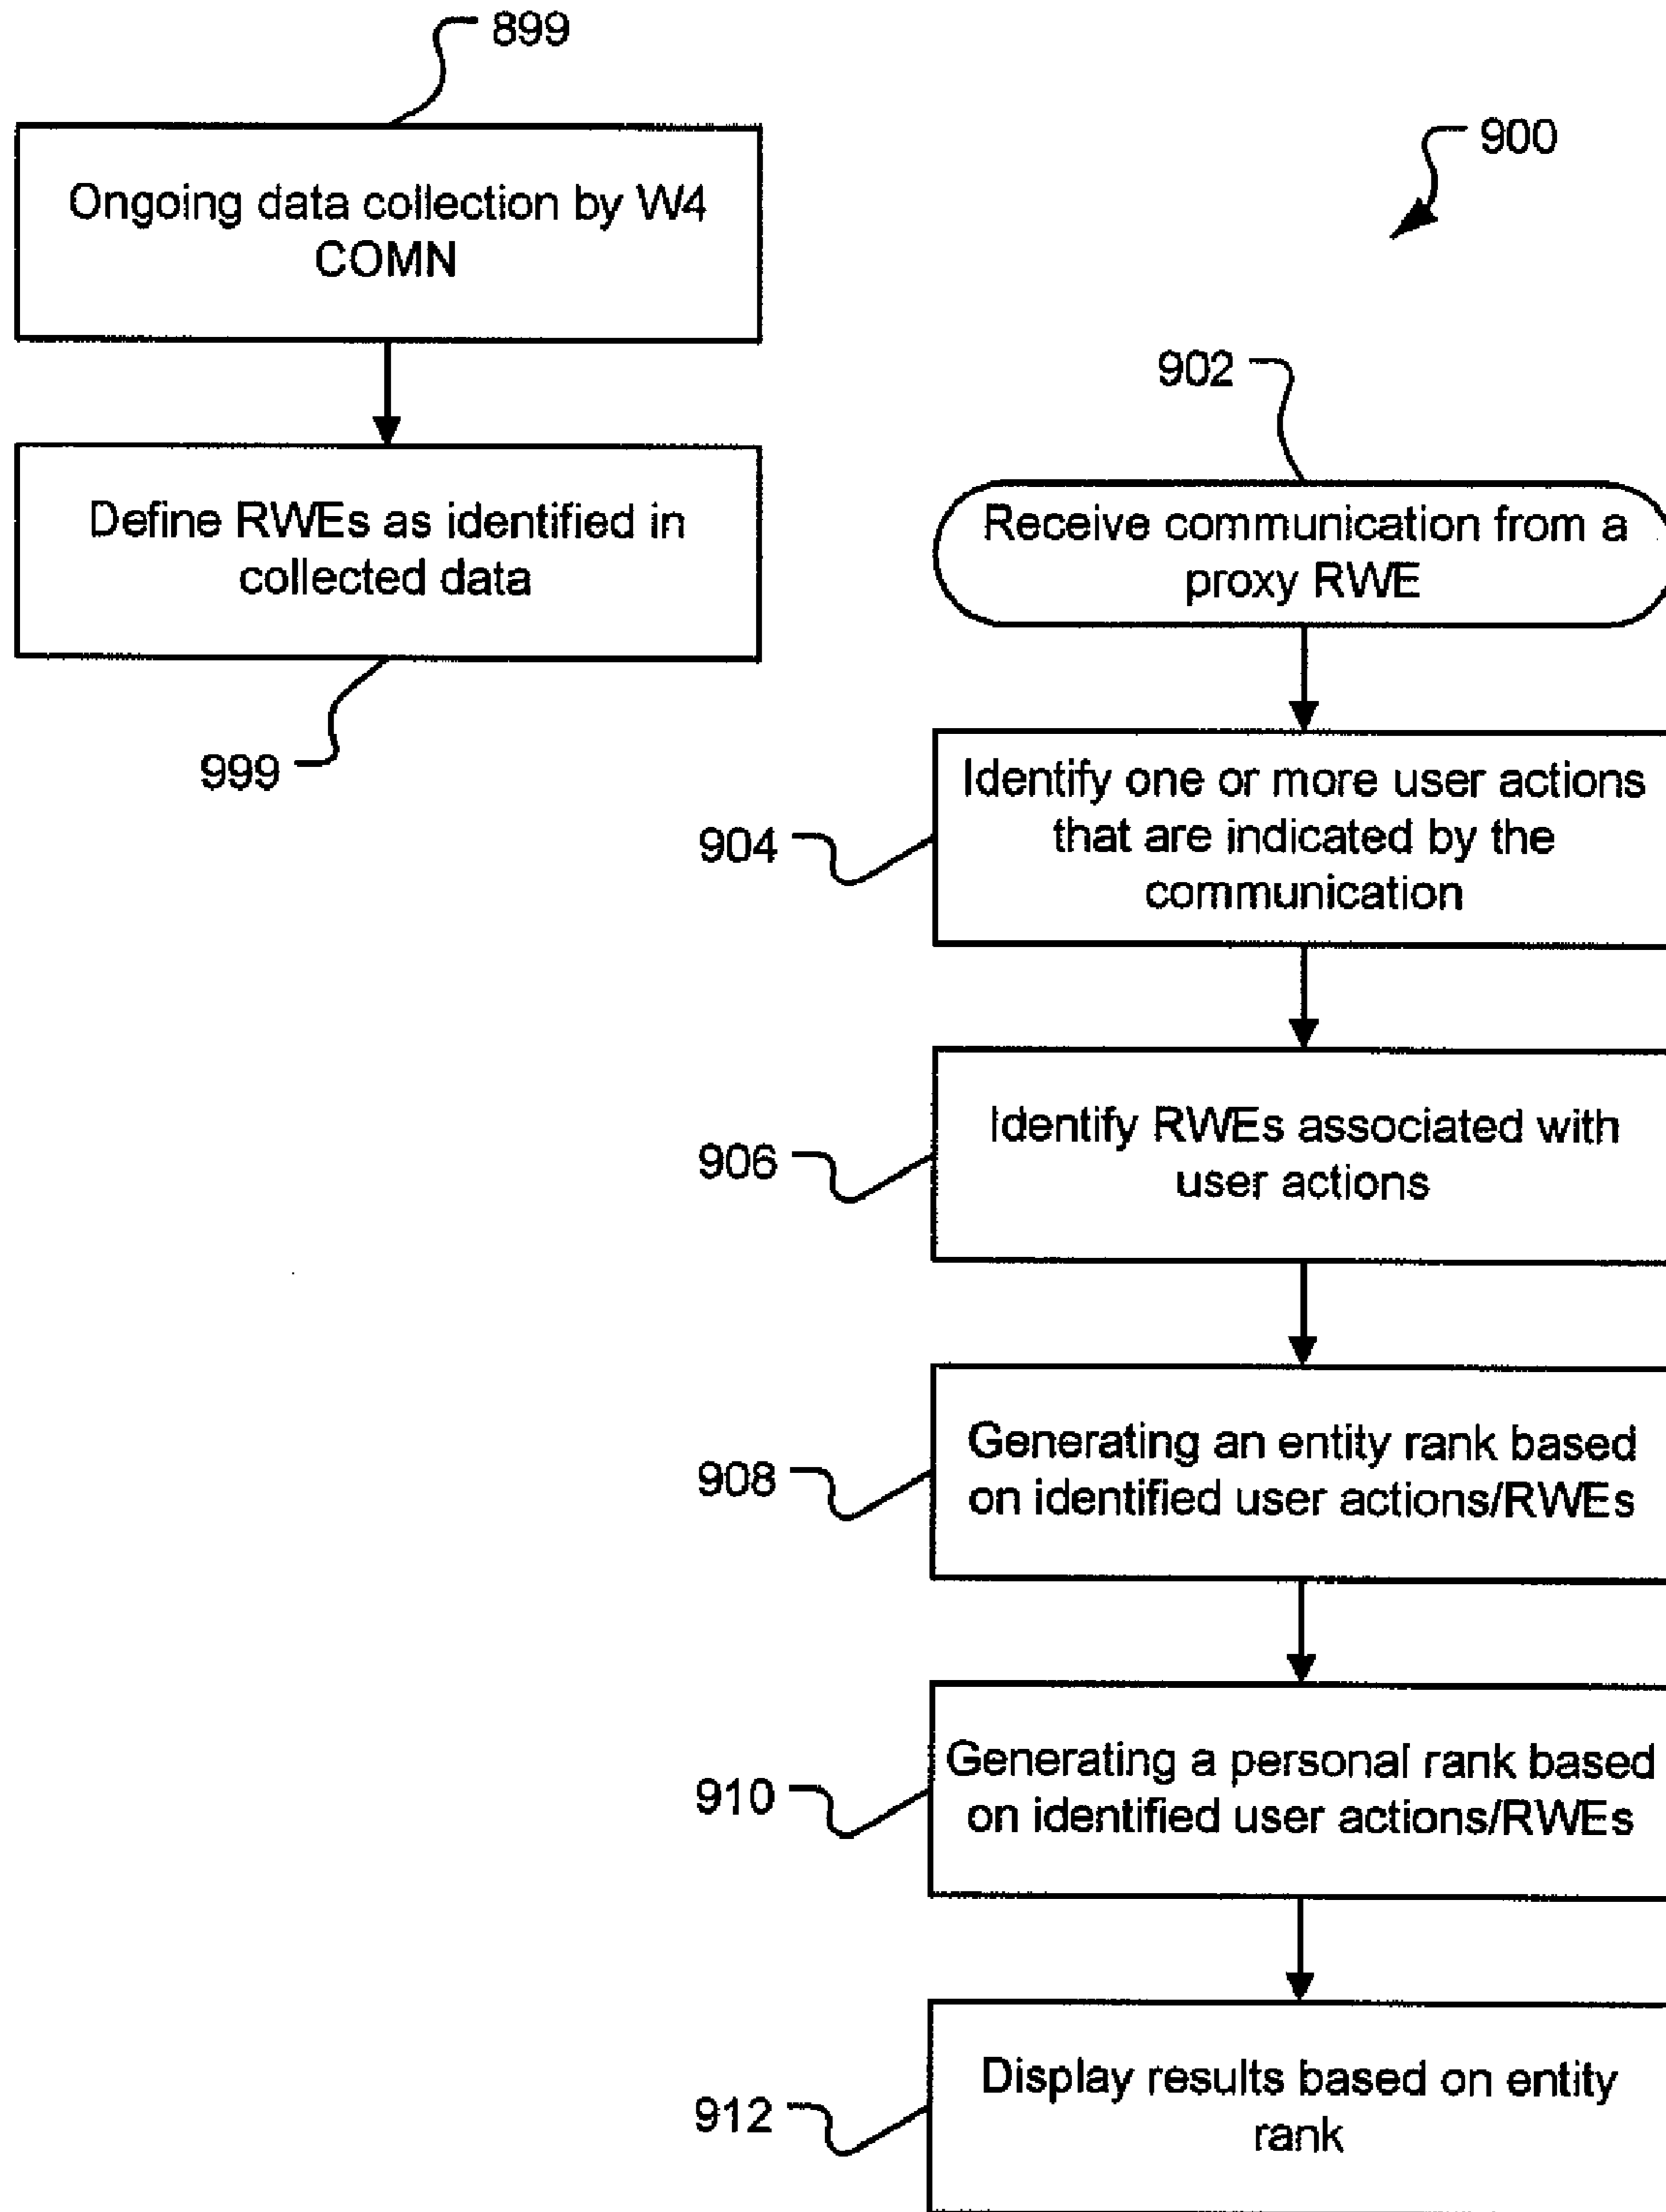 899
Ongoing data collection by W4
COMN
Define RWEs as identified in
collected data
999
900
902
Receive communication from a
proxy RWE
904
Identify one or more user actions
that are indicated by the
communication
906
Identify RWEs associated with
user actions
908
Generating an entity rank based
on identified user actions/RWEs
910
Generating a personal rank based
on identified user actions/RWEs
912
Display results based on entity
rank